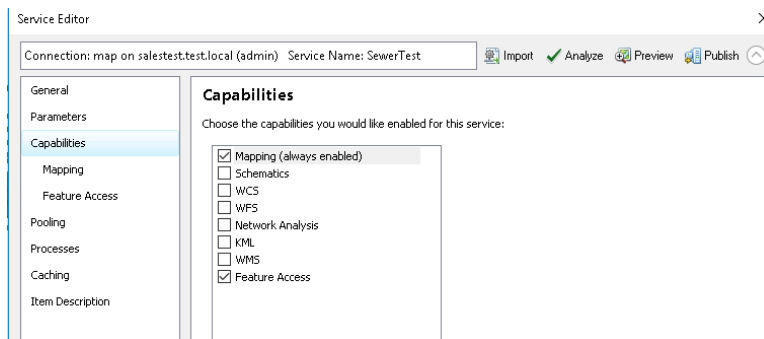 Service Editor
Connection: map on salestest.test.local (admin) Service Name: SewerTest Import Analyze Preview Publish
General
Parameters
Capabilities
Mapping
Feature Access
Pooling
Processes
Caching
Item Description
Capabilities
Choose the capabilities you would like enabled for this service:
Mapping (always enabled)
Schematics
WCS
WFS
Network Analysis
KML
WMS
Feature Access